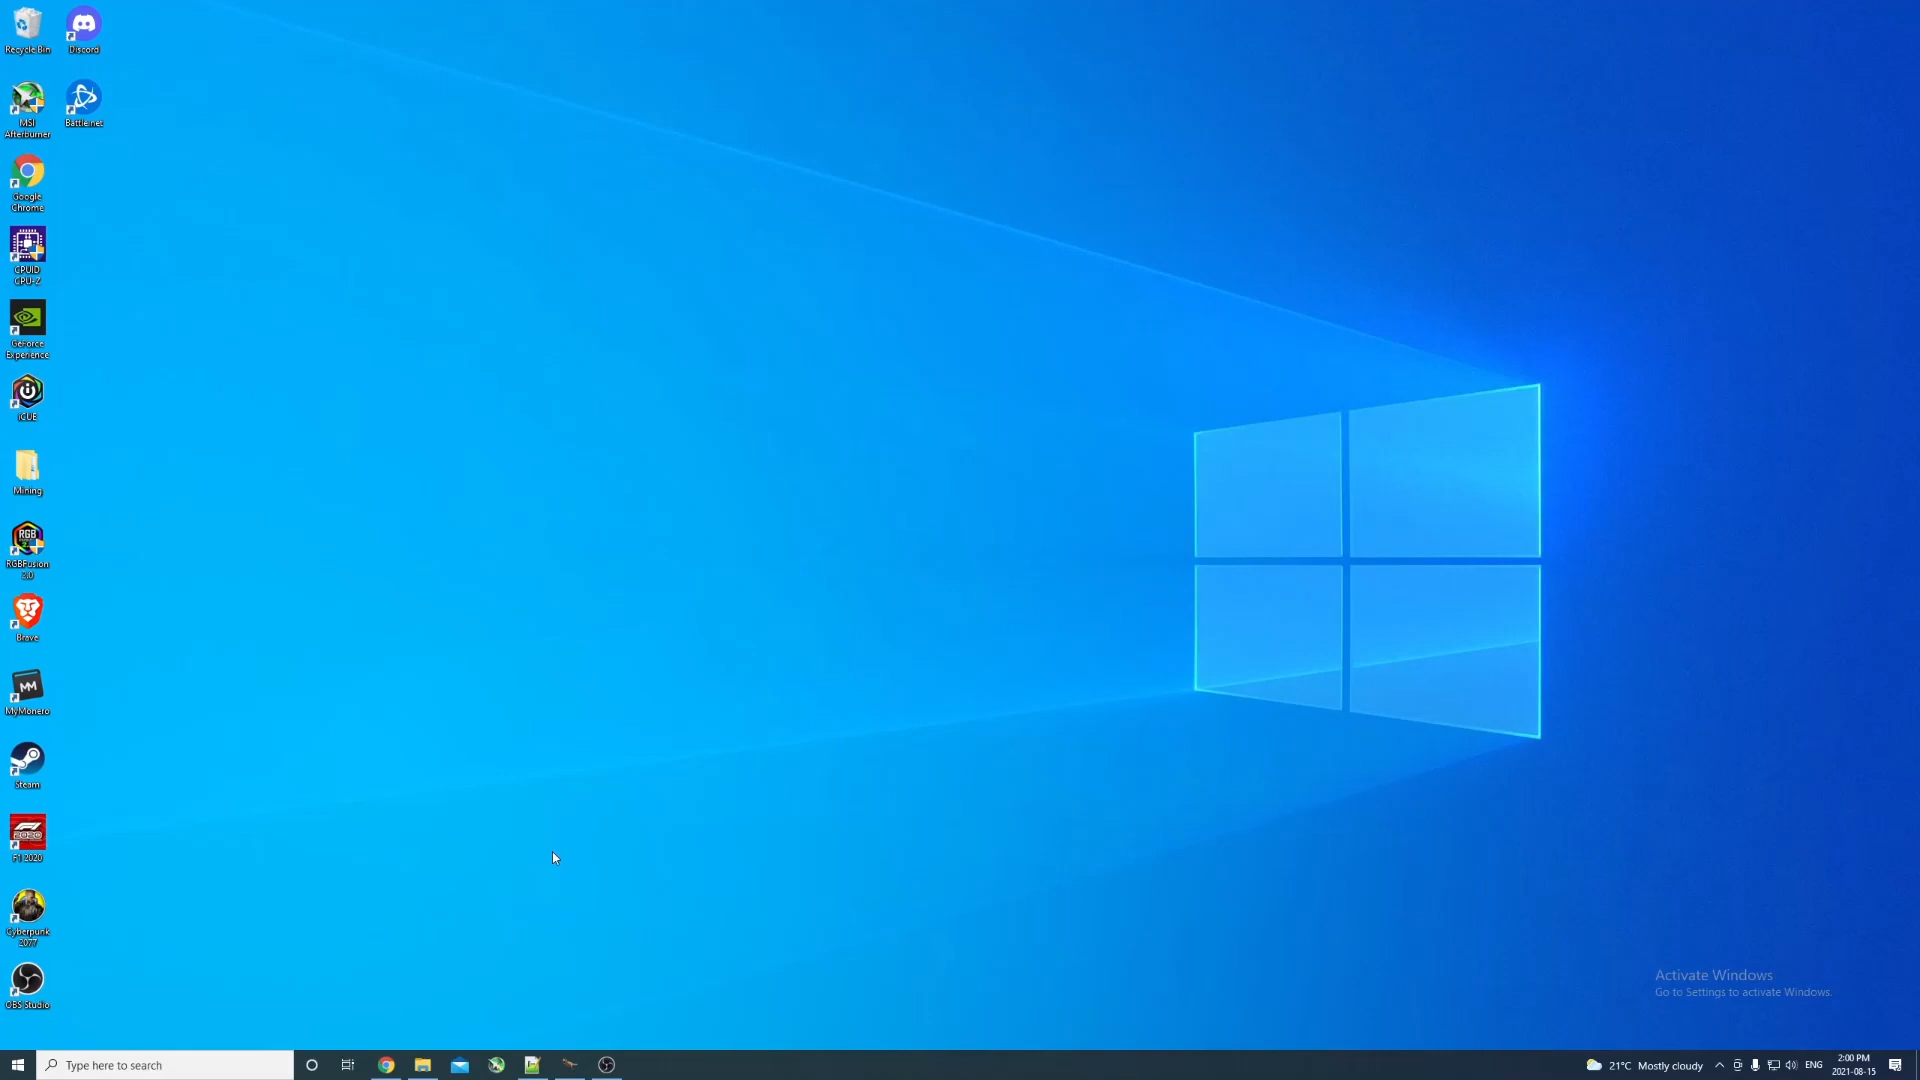 Recycle Bin
Discord
MSI
Afterburner
Battle.net
Google
Chrome
CPUID
CPU-Z
GeForce
Experience
iCUE
Mining
RGB
RGBFusion
2.0
Brave
MyMonero
Steam
F1 2020
Cyberpunk
2077
OBS Studio
Activate Windows
Go to Settings to activate Windows.
Type here to search
21°C Mostly cloudy
ENG
2:00 PM
2021-08-15